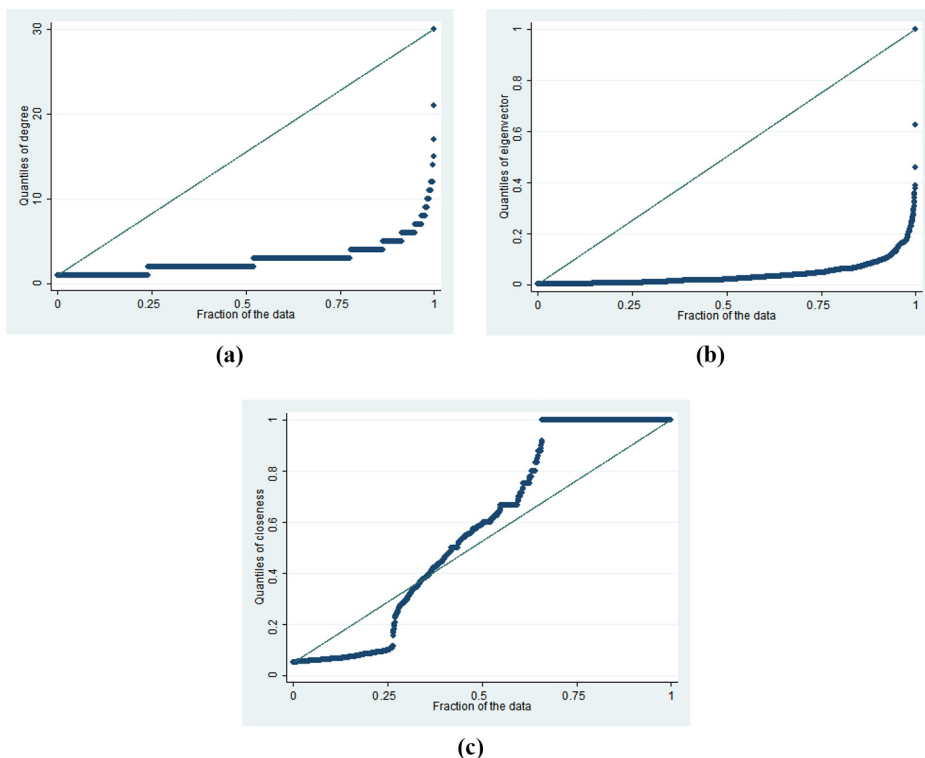 Quantiles of degree
30
20
10
0
0 0.25 0.5 0.75 1
Fraction of the data
(a)
Quantiles of eigenvector
1
0.8
0.6
0.4
0.2
0
0 0.25 0.5 0.75 1
Fraction of the data
(b)
Quantiles of closeness
1
0.8
0.6
0.4
0.2
0
0 0.25 0.5 0.75 1
Fraction of the data
(c)